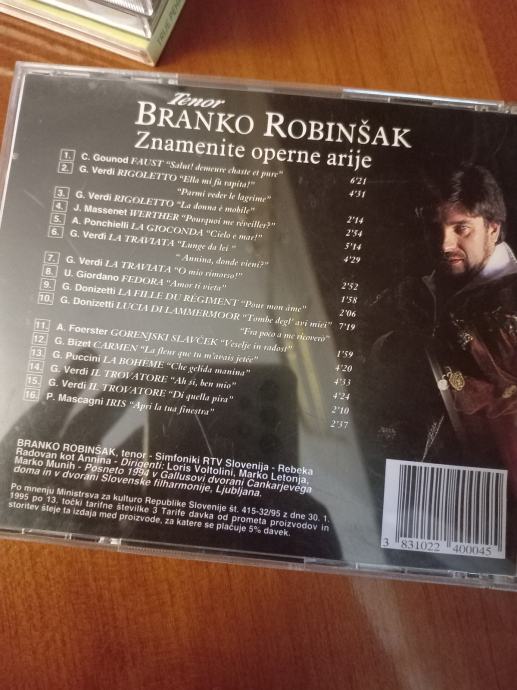 Tenor
BRANKO ROBINŠAK
Znamenite operne arije
1. C. Gounod FAUST "Salut! demeure chaste et pure" 6'21
2. G. Verdi RIGOLETTO "Ella mi fu rapita!"
"Parmi veder le lagrime" 4'31
3. G. Verdi RIGOLETTO "La donna è mobile" 2'14
4. J. Massenet WERTHER "Pourquoi me réveiller?" 2'54
5. A. Ponchielli LA GIOCONDA "Cielo e mar!" 5'14
6. G. Verdi LA TRAVIATA "Lunge da lei "
"Annina, donde vieni?" 4'29
7. G. Verdi LA TRAVIATA "O mio rimorso!" 2'52
8. U. Giordano FEDORA "Amor ti vieta" 1'58
9. G. Donizetti LA FILLE DU RÉGIMENT "Pour mon âme" 2'06
10. G. Donizetti LUCIA DI LAMMERMOOR "Tombe degl' avi miei" 7'19
"Fra poco a me ricovero"
11. A. Foerster GORENJSKI SLAVČEK "Veselje in radost" 1'59
12. G. Bizet CARMEN "La fleur que tu m'avais jetée" 4'20
13. G. Puccini LA BOHEME "Che gelida manina" 4'33
14. G. Verdi IL TROVATORE "Ah si, ben mio" 4'24
15. G. Verdi IL TROVATORE "Di quella pira" 2'10
16. P. Mascagni IRIS "Apri la tua finestra" 2'37
BRANKO ROBINŠAK, tenor - Simfoniki RTV Slovenija - Rebeka
Radovan kot Annina - Dirigenti: Loris Voltolini, Marko Letonja,
Marko Munih - Posneto 1994 v Gallusovi dvorani Cankarjevega
doma in v dvorani Slovenske filharmonije, Ljubljana.
Po mnenju Ministrsva za kulturo Republike Slovenije št. 415-32/95 z dne 30. 1.
1995 po 13. točki tarifne številke 3 Tarife davka od prometa proizvodov in
storitev šteje ta izdaja med proizvode, za katere se plačuje 5% davek.
3 831022 400045